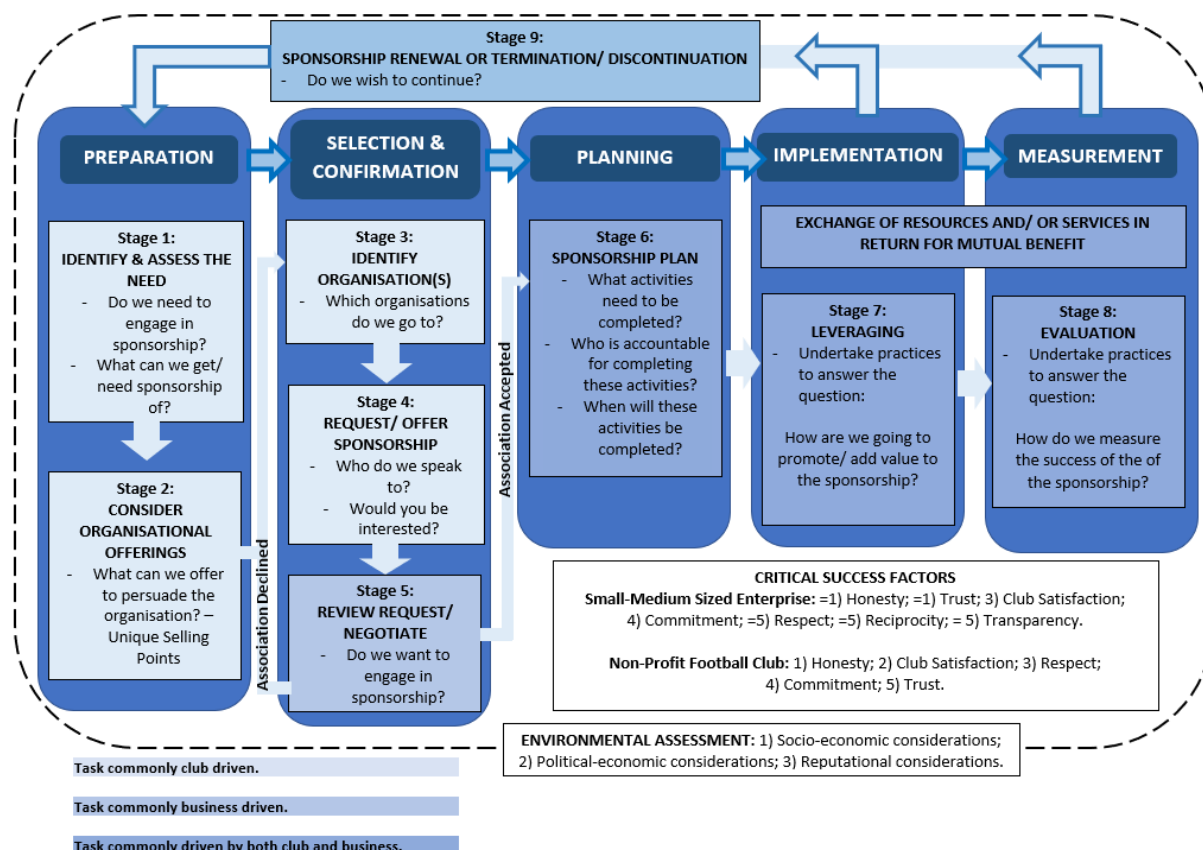 Stage 9:
SPONSORSHIP RENEWAL OR TERMINATION/ DISCONTINUATION
- Do we wish to continue?
PREPARATION
Stage 1:
IDENTIFY & ASSESS THE
NEED
- Do we need to
engage in
sponsorship?
- What can we get/
need sponsorship
of?
Stage 2:
CONSIDER
ORGANISATIONAL
OFFERINGS
- What can we offer
to persuade the
organisation? –
Unique Selling
Points
Association Declined
SELECTION &
CONFIRMATION
Stage 3:
IDENTIFY
ORGANISATION(S)
- Which organisations
do we go to?
Stage 4:
REQUEST/ OFFER
SPONSORSHIP
- Who do we speak
to?
- Would you be
interested?
Stage 5:
REVIEW REQUEST/
NEGOTIATE
- Do we want to
engage in
sponsorship?
Association Accepted
PLANNING
Stage 6:
SPONSORSHIP PLAN
- What activities
need to be
completed?
- Who is accountable
for completing
these activities?
- When will these
activities be
completed?
IMPLEMENTATION
MEASUREMENT
EXCHANGE OF RESOURCES AND/ OR SERVICES IN
RETURN FOR MUTUAL BENEFIT
Stage 7:
LEVERAGING
- Undertake practices
to answer the
question:
How are we going to
promote/ add value to
the sponsorship?
Stage 8:
EVALUATION
- Undertake practices
to answer the
question:
How do we measure
the success of the of
the sponsorship?
CRITICAL SUCCESS FACTORS
Small-Medium Sized Enterprise: =1) Honesty; =1) Trust; 3) Club Satisfaction;
4) Commitment; =5) Respect; =5) Reciprocity; = 5) Transparency.
Non-Profit Football Club: 1) Honesty; 2) Club Satisfaction; 3) Respect;
4) Commitment; 5) Trust.
ENVIRONMENTAL ASSESSMENT: 1) Socio-economic considerations;
2) Political-economic considerations; 3) Reputational considerations.
Task commonly club driven.
Task commonly business driven.
Task commonly driven by both club and business.